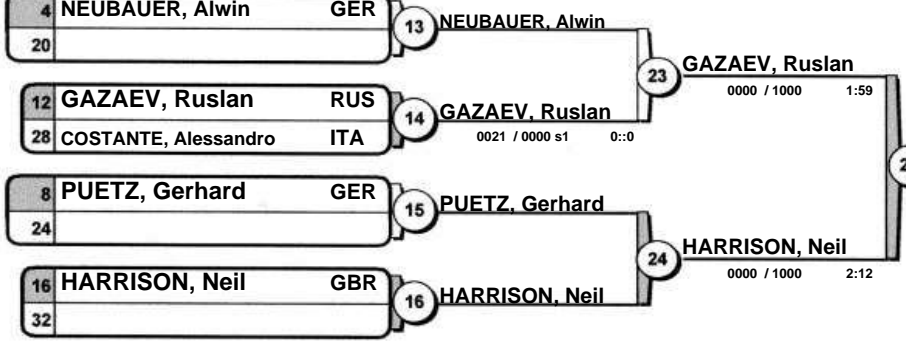 4 NEUBAUER, Alwin GER
20
13 NEUBAUER, Alwin
12 GAZAEV, Ruslan RUS
28 COSTANTE, Alessandro ITA
14 GAZAEV, Ruslan
0021 / 0000 s1 0::0
23 GAZAEV, Ruslan
0000 / 1000 1:59
8 PUETZ, Gerhard GER
24
15 PUETZ, Gerhard
16 HARRISON, Neil GBR
32
16 HARRISON, Neil
24 HARRISON, Neil
0000 / 1000 2:12